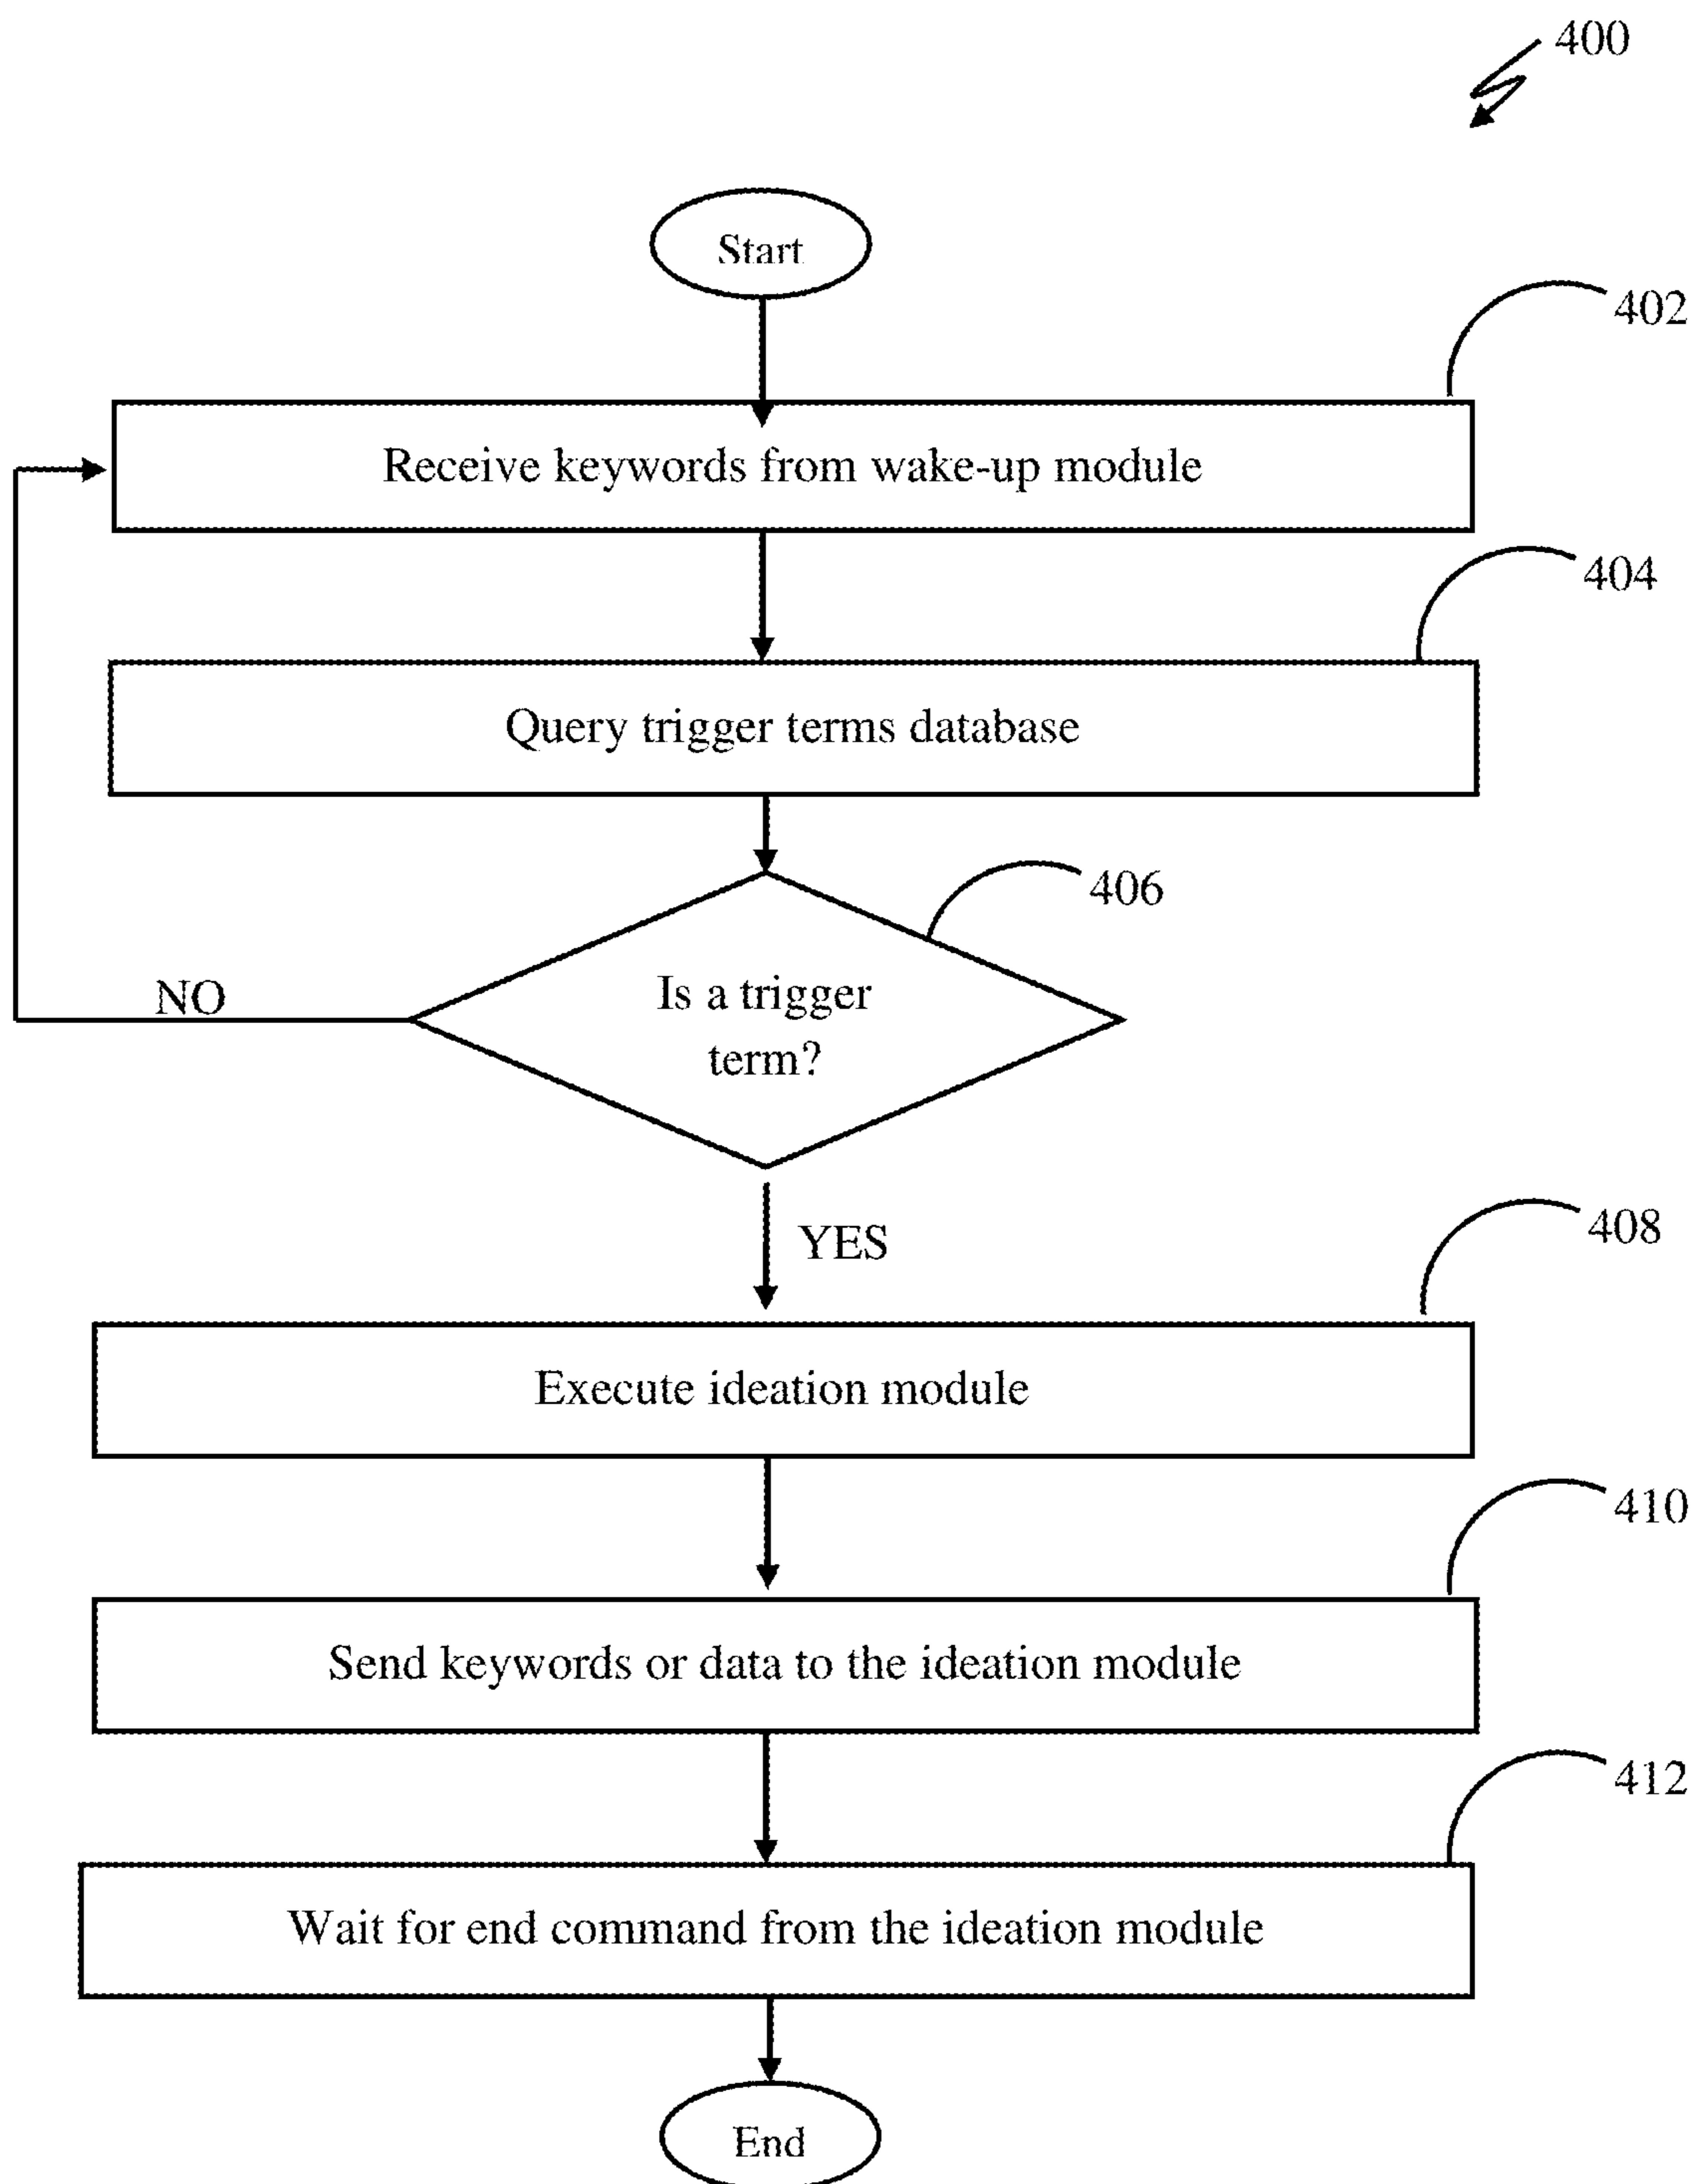 400
Start
402
Receive keywords from wake-up module
404
Query trigger terms database
406
Is a trigger
term?
NO
YES
408
Execute ideation module
410
Send keywords or data to the ideation module
412
Wait for end command from the ideation module
End